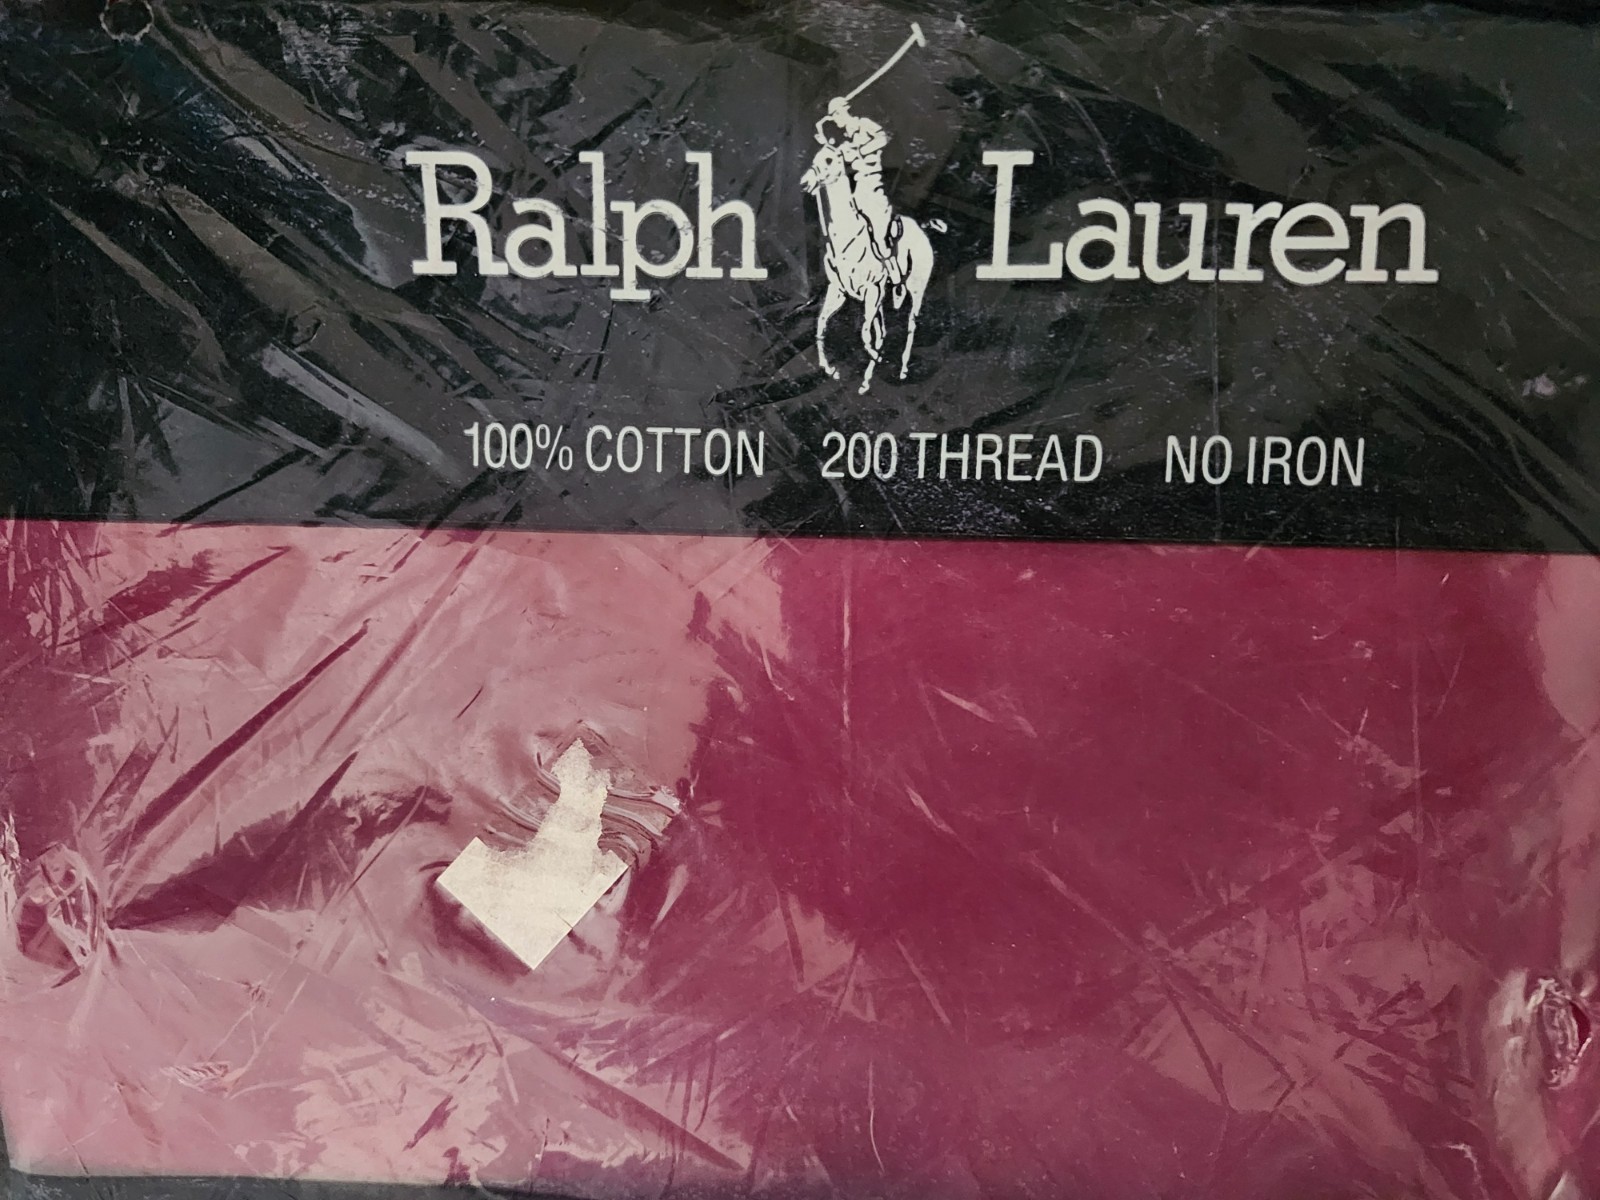 Ralph Lauren
100% COTTON 200 THREAD NO IRON